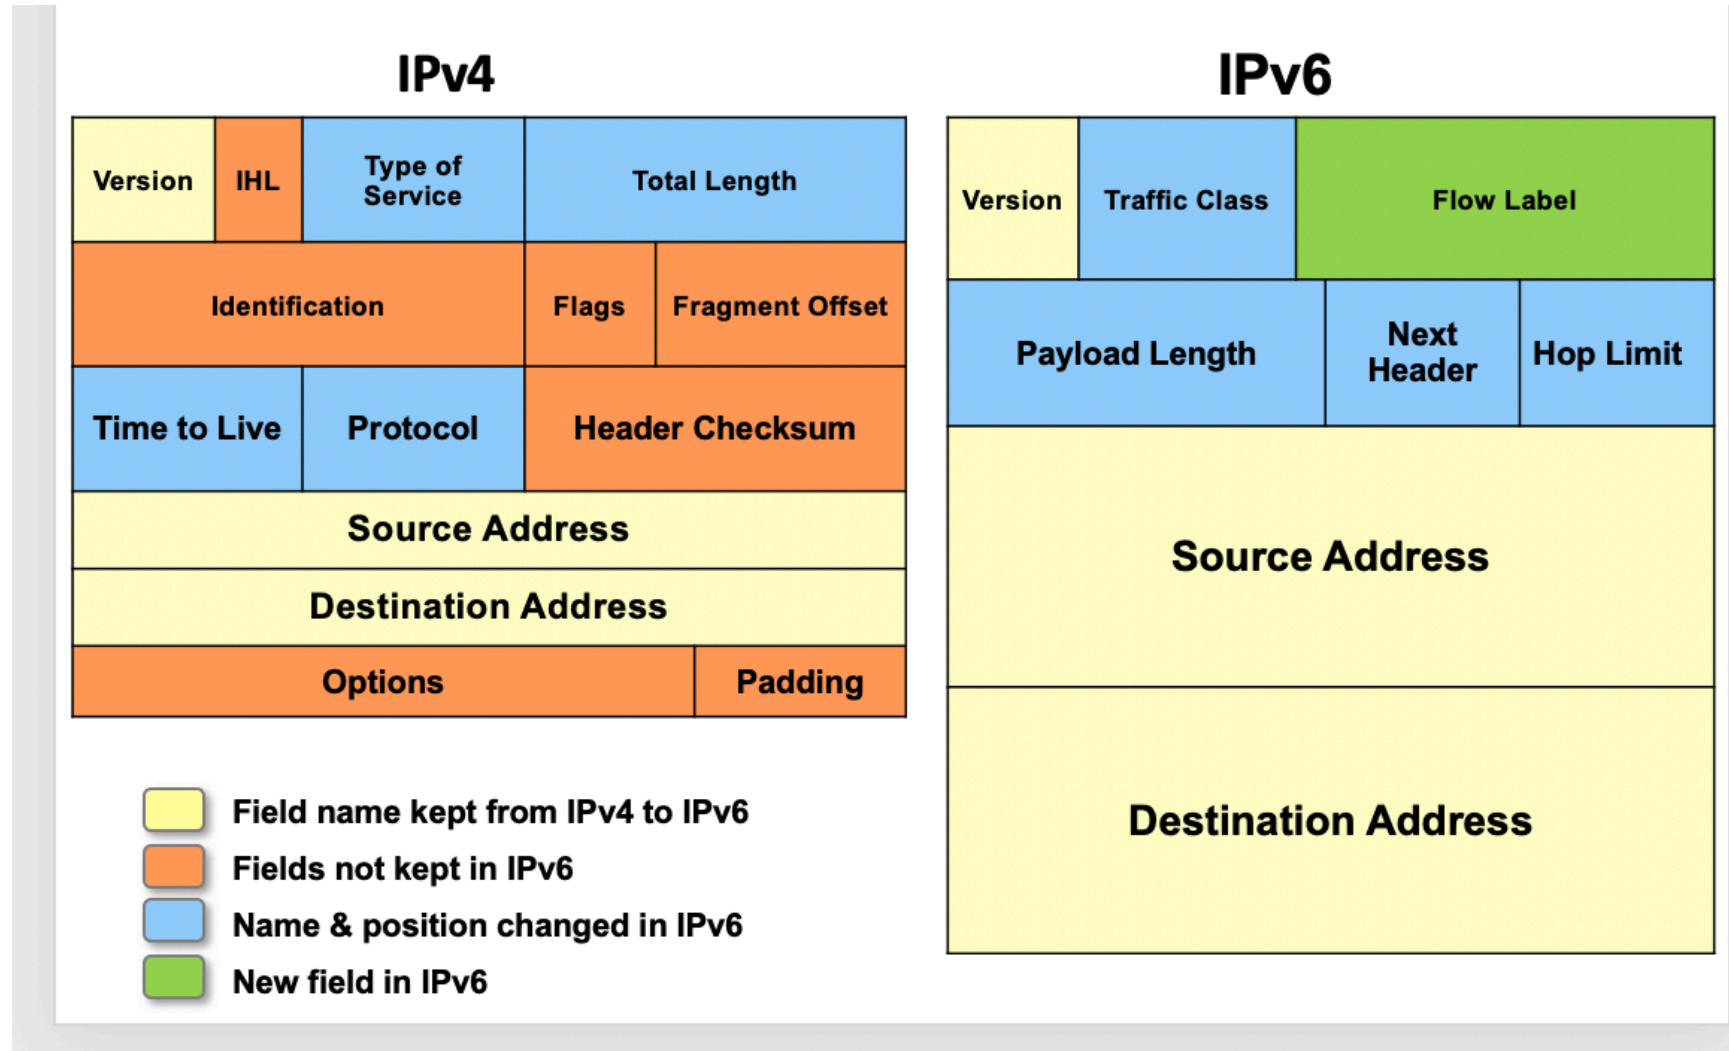 IPv4
Version
IHL
Type of
Service
Total Length
Identification
Flags
Fragment Offset
Time to Live
Protocol
Header Checksum
Source Address
Destination Address
Options
Padding
IPv6
Version
Traffic Class
Flow Label
Payload Length
Next
Header
Hop Limit
Source Address
Destination Address
Field name kept from IPv4 to IPv6
Fields not kept in IPv6
Name & position changed in IPv6
New field in IPv6